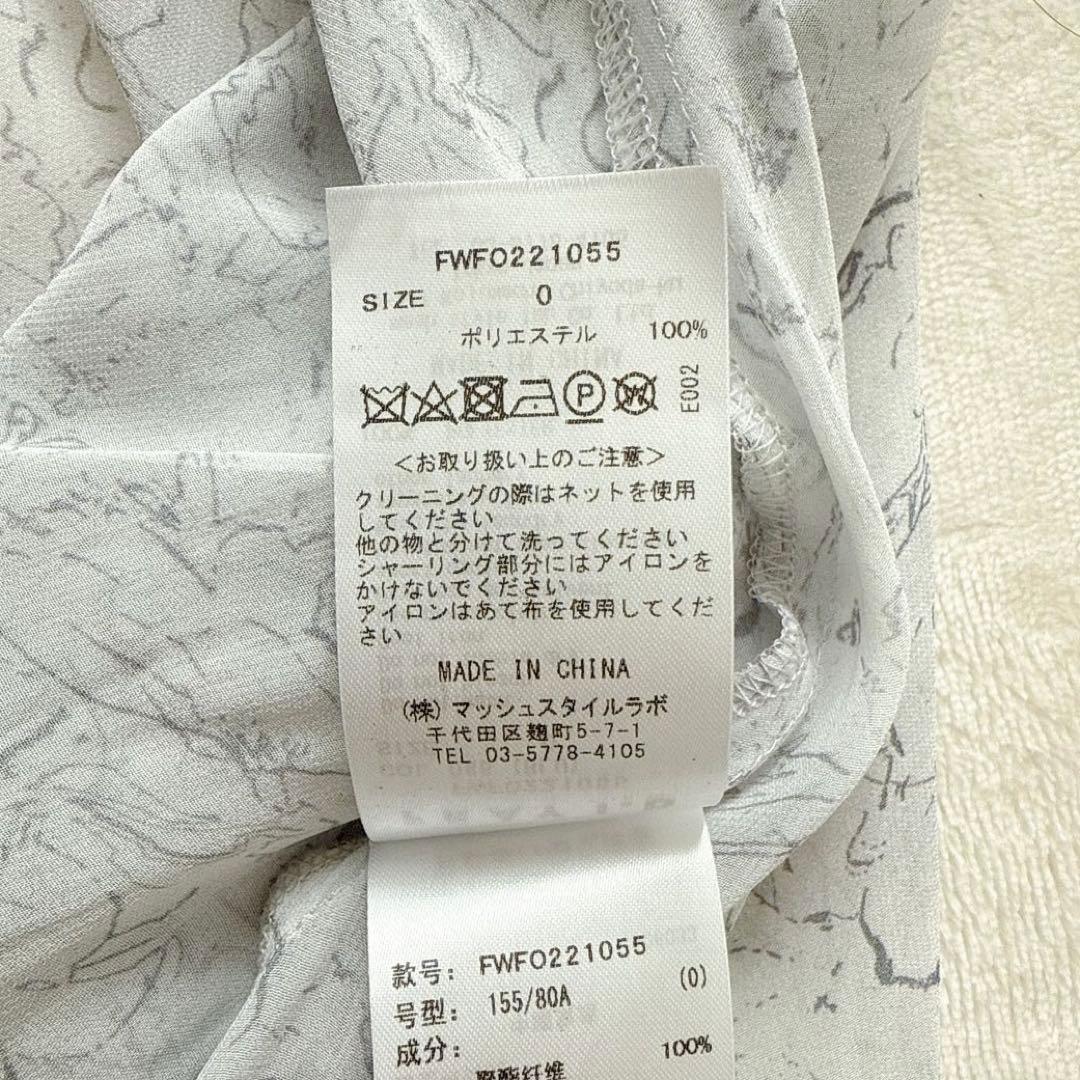 FWFO221055
SIZE 0
ポリエステル 100%
E002
P
W
<お取り扱い上のご注意>
クリーニングの際はネットを使用
してください
他の物と分けて洗ってください
シャーリング部分にはアイロンを
かけないでください
アイロンはあて布を使用してくだ
さい
MADE IN CHINA
(株)マッシュスタイルラボ
千代田区麹町5-7-1
TEL 03-5778-4105
款号: FWFO221055
号型: 155/80A (0)
成分:
聚酯纤维 100%